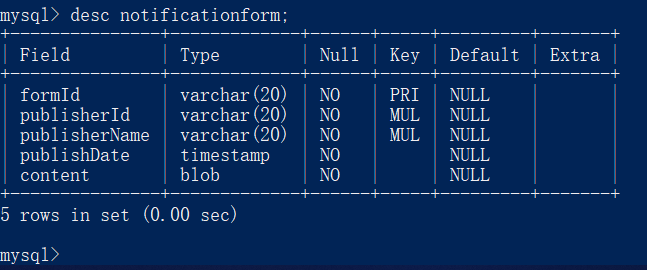 mysql> desc notificationform;
+---------------+-------------+------+-----+---------+-------+
| Field         | Type        | Null | Key | Default | Extra |
+---------------+-------------+------+-----+---------+-------+
| formId        | varchar(20) | NO   | PRI | NULL    |       |
| publisherId   | varchar(20) | NO   | MUL | NULL    |       |
| publisherName | varchar(20) | NO   | MUL | NULL    |       |
| publishDate   | timestamp   | NO   |     | NULL    |       |
| content       | blob        | NO   |     | NULL    |       |
+---------------+-------------+------+-----+---------+-------+
5 rows in set (0.00 sec)
mysql>